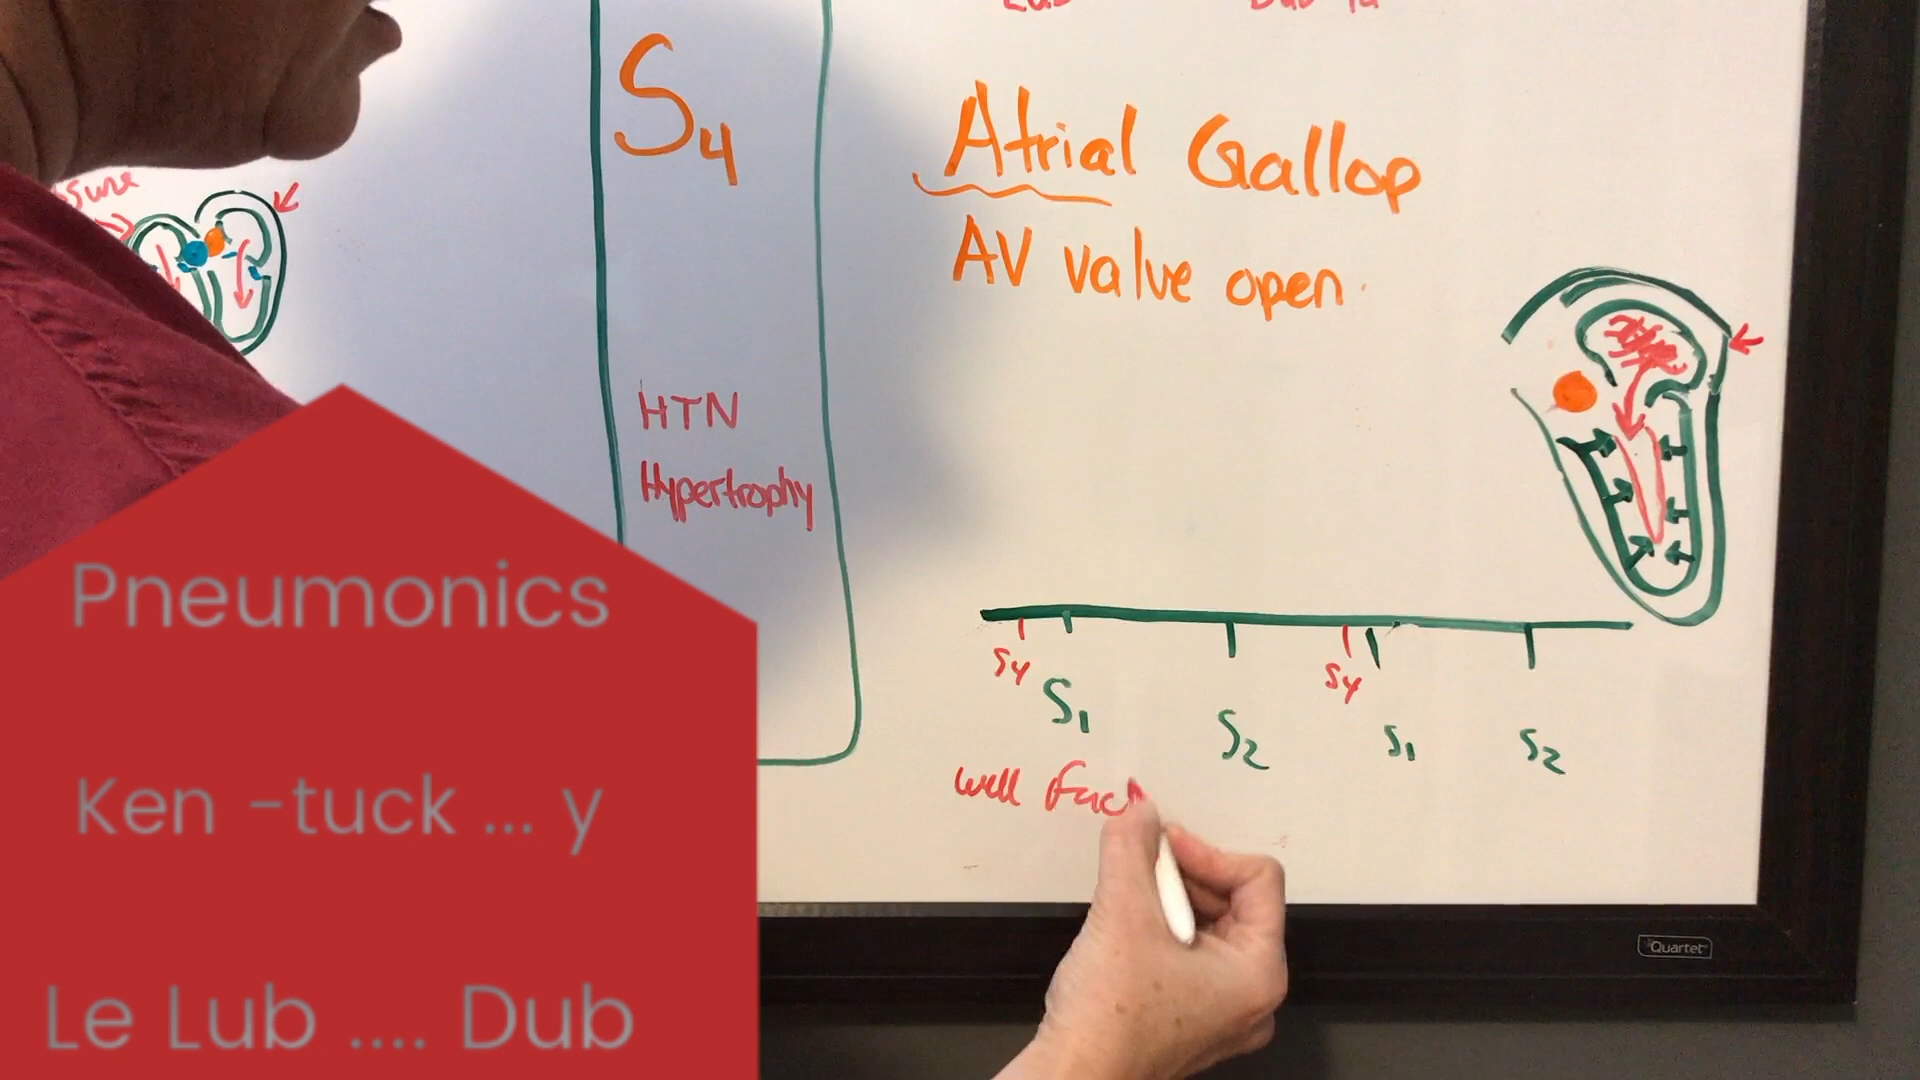 S4
Atrial Gallop
AV valve open
HTN
Hypertrophy
S4
S1
S2
S4
S1
S2
well
Pneumonics
Ken -tuck ... y
Le Lub .... Dub
Quartet